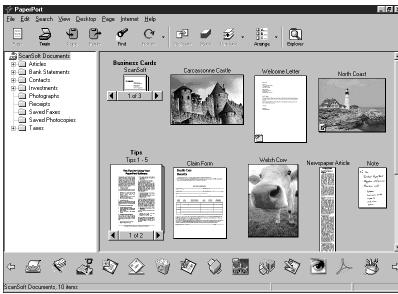 PaperPort
File Edit Search View Desktop Page Internet Help
Twain Find Arrange Explorer
ScanSoft Documents
Articles
Bank Statements
Contacts
Investments
Photographs
Receipts
Saved Faxes
Saved Photocopies
Taxes
Business Cards
ScanSoft
1 of 3
Carcassonne Castle
Welcome Letter
North Coast
Tips
Tips 1 - 5
1 of 2
Claim Form
Watch Cow
Newspaper Article
Note
ScanSoft Documents, 10 items